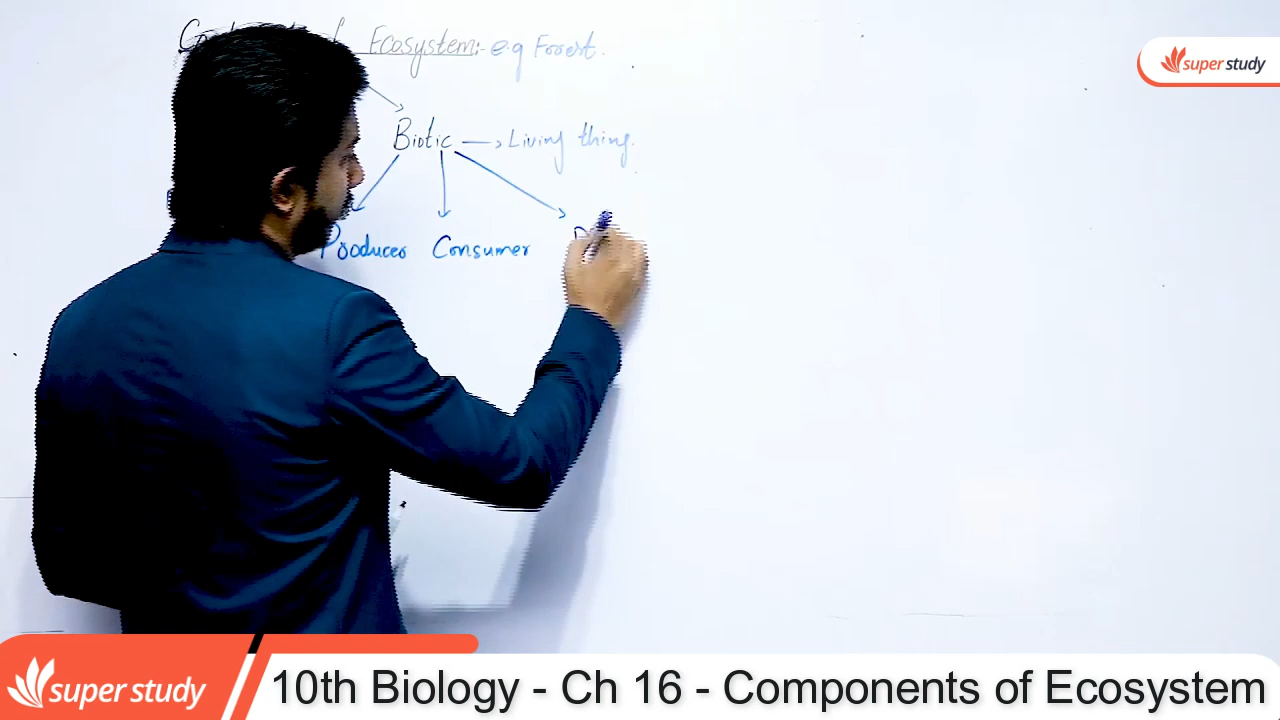 Ecosystem:- e.g Forest.
super study
Biotic → Living thing.
Producer Consumer
super study
10th Biology - Ch 16 - Components of Ecosystem